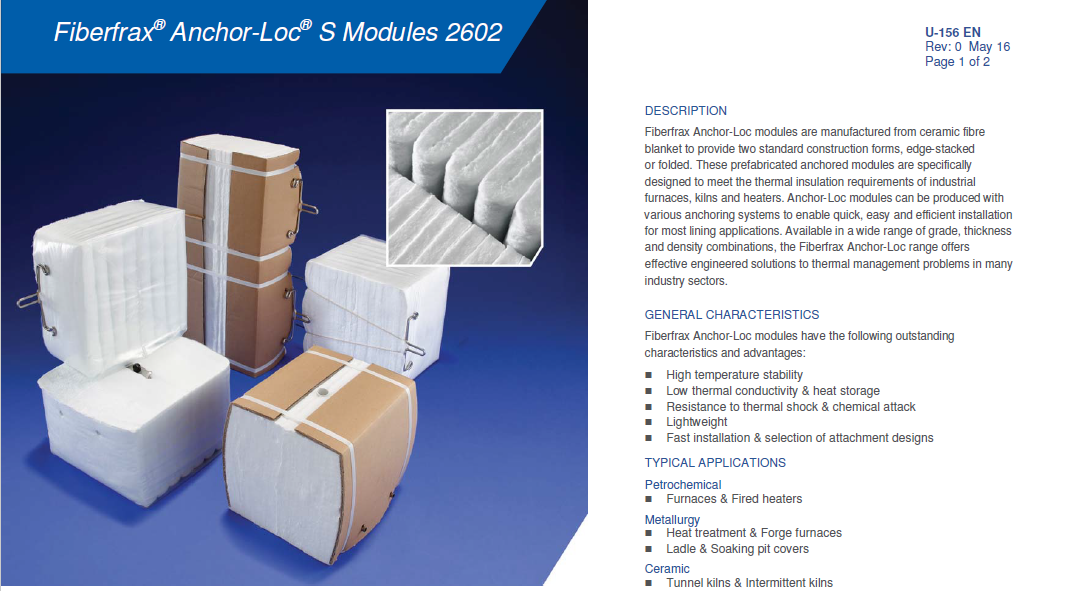 Fiberfrax® Anchor-Loc® S Modules 2602
U-156 EN
Rev: 0 May 16
Page 1 of 2
DESCRIPTION
Fiberfrax Anchor-Loc modules are manufactured from ceramic fibre
blanket to provide two standard construction forms, edge-stacked
or folded. These prefabricated anchored modules are specifically
designed to meet the thermal insulation requirements of industrial
furnaces, kilns and heaters. Anchor-Loc modules can be produced with
various anchoring systems to enable quick, easy and efficient installation
for most lining applications. Available in a wide range of grade, thickness
and density combinations, the Fiberfrax Anchor-Loc range offers
effective engineered solutions to thermal management problems in many
industry sectors.
GENERAL CHARACTERISTICS
Fiberfrax Anchor-Loc modules have the following outstanding
characteristics and advantages:
■ High temperature stability
■ Low thermal conductivity & heat storage
■ Resistance to thermal shock & chemical attack
■ Lightweight
■ Fast installation & selection of attachment designs
TYPICAL APPLICATIONS
Petrochemical
■ Furnaces & Fired heaters
Metallurgy
■ Heat treatment & Forge furnaces
■ Ladle & Soaking pit covers
Ceramic
■ Tunnel kilns & Intermittent kilns